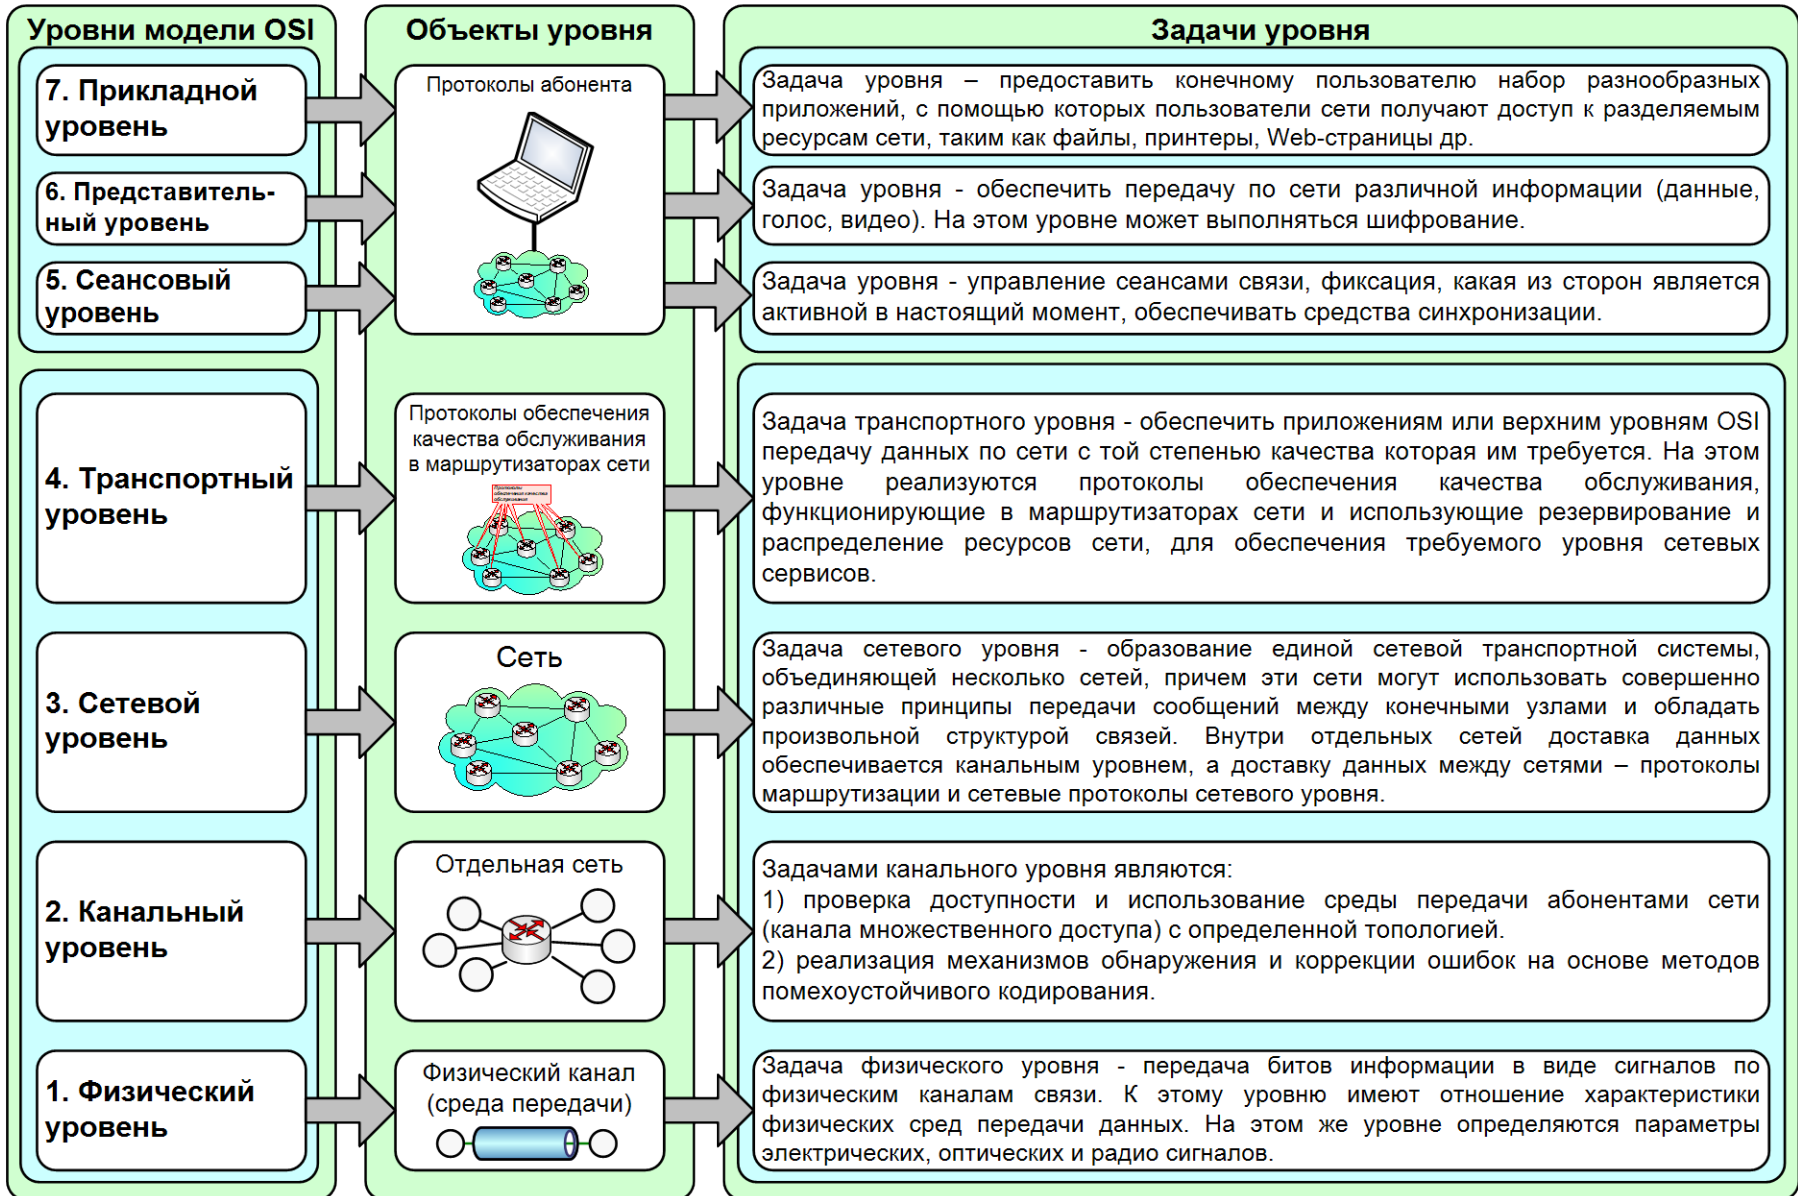 Уровни модели OSI
Объекты уровня
Задачи уровня
7. Прикладной
уровень
Протоколы абонента
Задача уровня – предоставить конечному пользователю набор разнообразных
приложений, с помощью которых пользователи сети получают доступ к разделяемым
ресурсам сети, таким как файлы, принтеры, Web-страницы др.
6. Представитель-
ный уровень
Задача уровня - обеспечить передачу по сети различной информации (данные,
голос, видео). На этом уровне может выполняться шифрование.
5. Сеансовый
уровень
Задача уровня - управление сеансами связи, фиксация, какая из сторон является
активной в настоящий момент, обеспечивать средства синхронизации.
4. Транспортный
уровень
Протоколы обеспечения
качества обслуживания
в маршрутизаторах сети
Протоколы
обеспечения качества
обслуживания
Задача транспортного уровня - обеспечить приложениям или верхним уровням OSI
передачу данных по сети с той степенью качества которая им требуется. На этом
уровне реализуются протоколы обеспечения качества обслуживания,
функционирующие в маршрутизаторах сети и использующие резервирование и
распределение ресурсов сети, для обеспечения требуемого уровня сетевых
сервисов.
3. Сетевой
уровень
Сеть
Задача сетевого уровня - образование единой сетевой транспортной системы,
объединяющей несколько сетей, причем эти сети могут использовать совершенно
различные принципы передачи сообщений между конечными узлами и обладать
произвольной структурой связей. Внутри отдельных сетей доставка данных
обеспечивается канальным уровнем, а доставку данных между сетями – протоколы
маршрутизации и сетевые протоколы сетевого уровня.
2. Канальный
уровень
Отдельная сеть
Задачами канального уровня являются:
1) проверка доступности и использование среды передачи абонентами сети
(канала множественного доступа) с определенной топологией.
2) реализация механизмов обнаружения и коррекции ошибок на основе методов
помехоустойчивого кодирования.
1. Физический
уровень
Физический канал
(среда передачи)
Задача физического уровня - передача битов информации в виде сигналов по
физическим каналам связи. К этому уровню имеют отношение характеристики
физических сред передачи данных. На этом же уровне определяются параметры
электрических, оптических и радио сигналов.